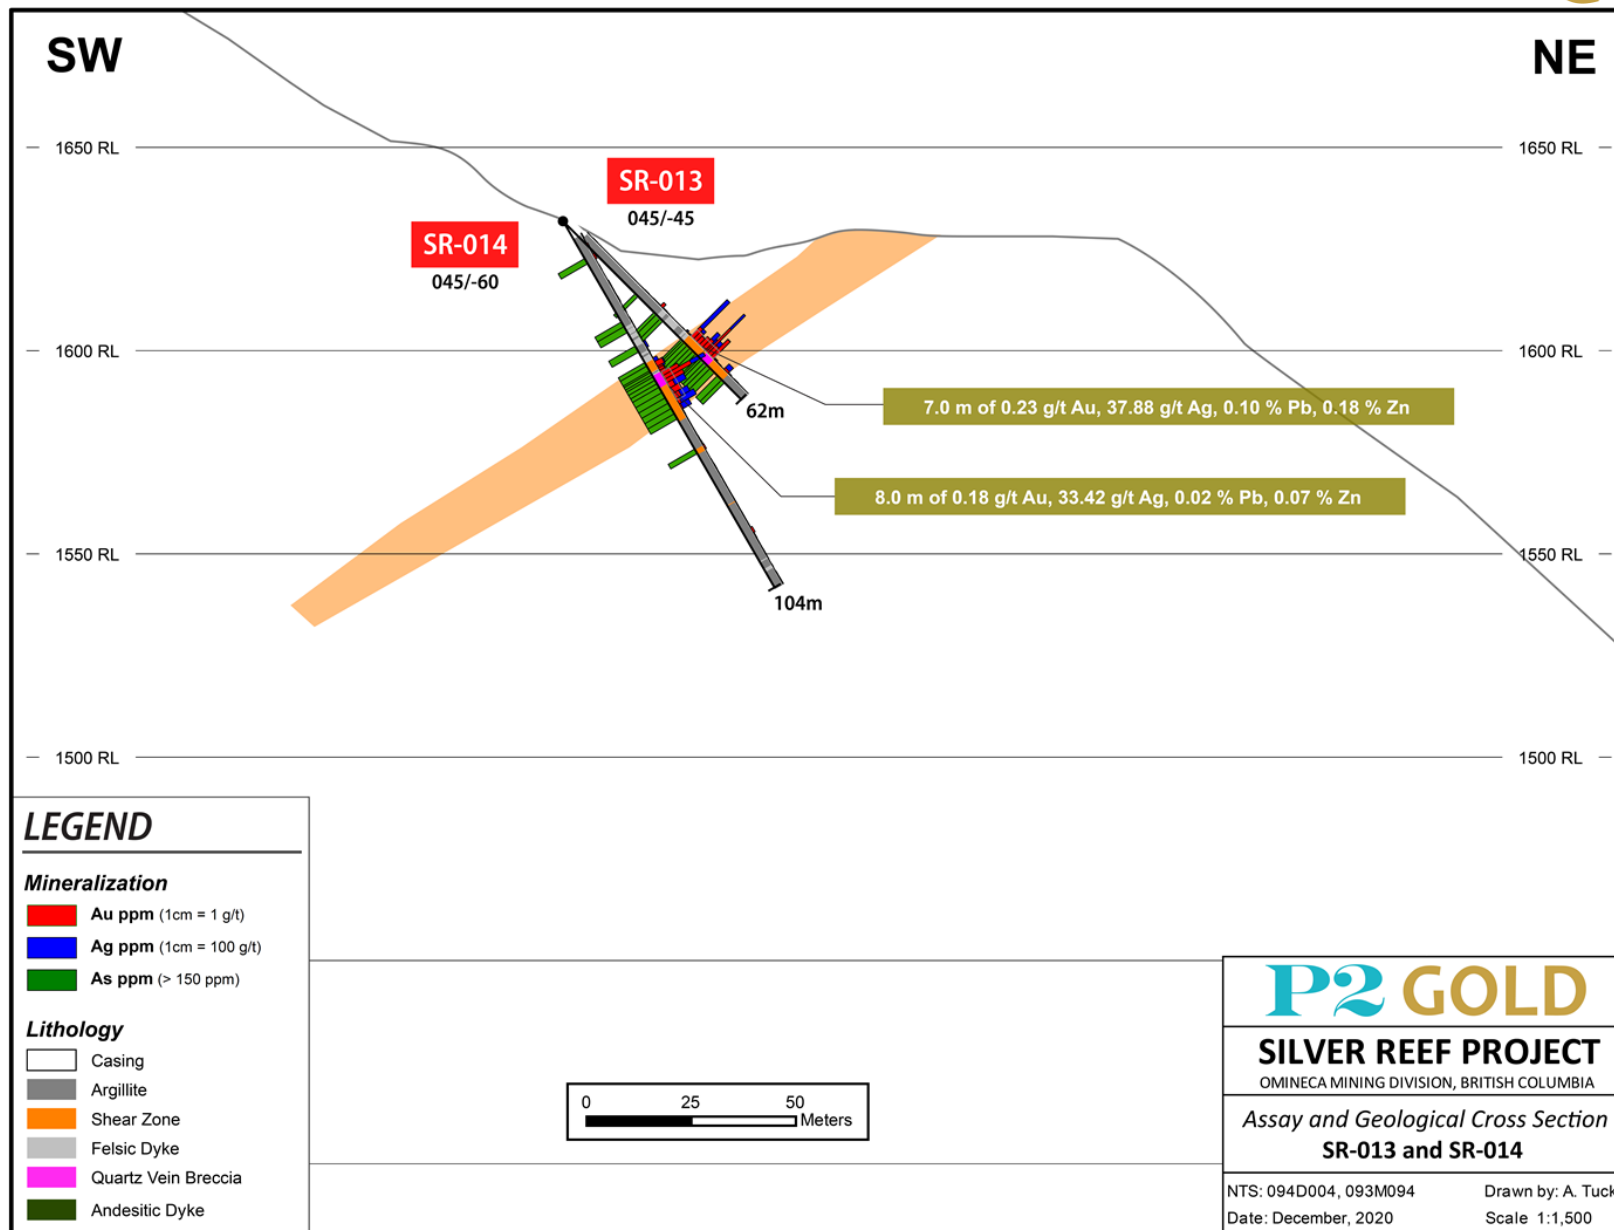 SW
NE
1650 RL
1650 RL
SR-013
045/-45
SR-014
045/-60
1600 RL
1600 RL
62m
7.0 m of 0.23 g/t Au, 37.88 g/t Ag, 0.10 % Pb, 0.18 % Zn
8.0 m of 0.18 g/t Au, 33.42 g/t Ag, 0.02 % Pb, 0.07 % Zn
1550 RL
1550 RL
104m
1500 RL
1500 RL
LEGEND
Mineralization
Au ppm (1cm = 1 g/t)
Ag ppm (1cm = 100 g/t)
As ppm (> 150 ppm)
Lithology
Casing
Argillite
Shear Zone
Felsic Dyke
Quartz Vein Breccia
Andesitic Dyke
0 25 50
Meters
P2 GOLD
SILVER REEF PROJECT
OMINECA MINING DIVISION, BRITISH COLUMBIA
Assay and Geological Cross Section
SR-013 and SR-014
NTS: 094D004, 093M094 Drawn by: A. Tuck
Date: December, 2020 Scale 1:1,500